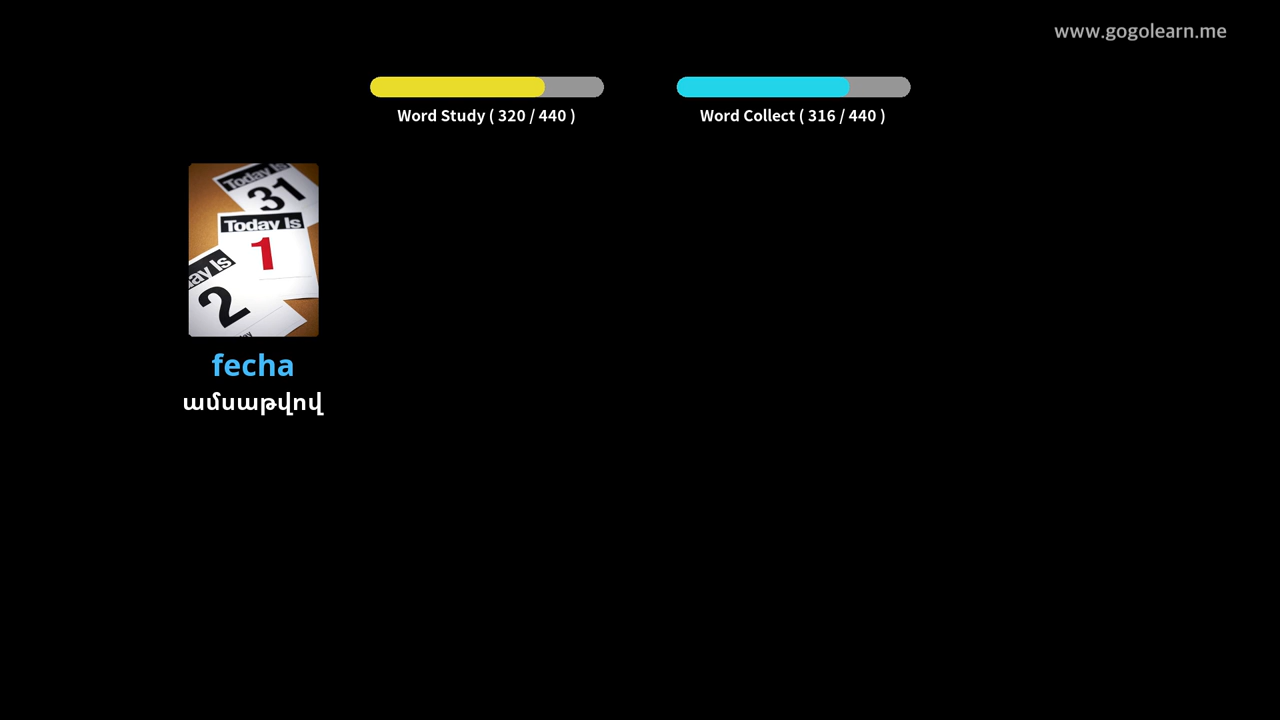 www.gogolearn.me
Word Study ( 320 / 440 )
Word Collect ( 316 / 440 )
Today Is
31
Today Is
1
ay Is
2
fecha
ամսաթվով